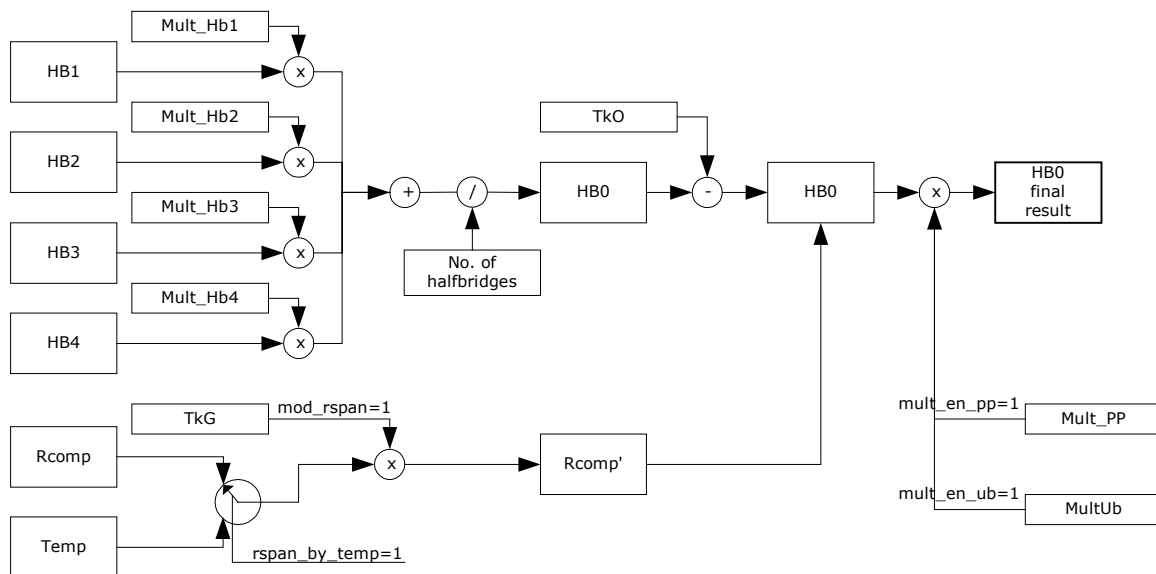 Mult_Hb1
HB1
x
Mult_Hb2
HB2
x
TkO
+
/
HB0
-
HB0
x
HB0
final
result
Mult_Hb3
HB3
x
No. of
halfbridges
Mult_Hb4
HB4
x
mod_rspan=1
TkG
Rcomp
x
Rcomp'
Temp
rspan_by_temp=1
mult_en_pp=1
Mult_PP
mult_en_ub=1
MultUb